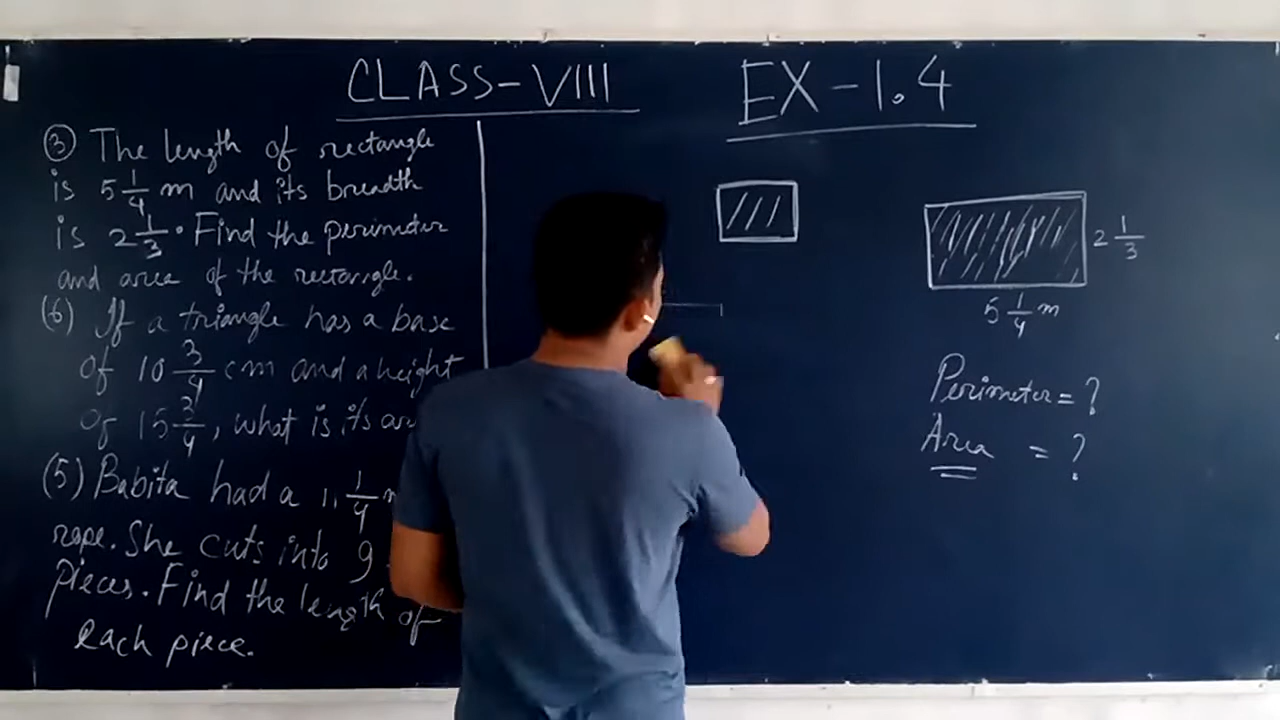 CLASS-VIII EX-1.4
③ The length of rectangle
is 5 1/4 m and its breadth
is 2 1/3. Find the perimeter
and area of the rectangle.
(6) If a triangle has a base
of 10 3/4 cm and a height
of 15 3/4, what is its
(5) Babita had a 1/4
rope. She cuts into 9
pieces. Find the length of
each piece.
2 1/3
5 1/4 m
Perimeter = ?
Area = ?